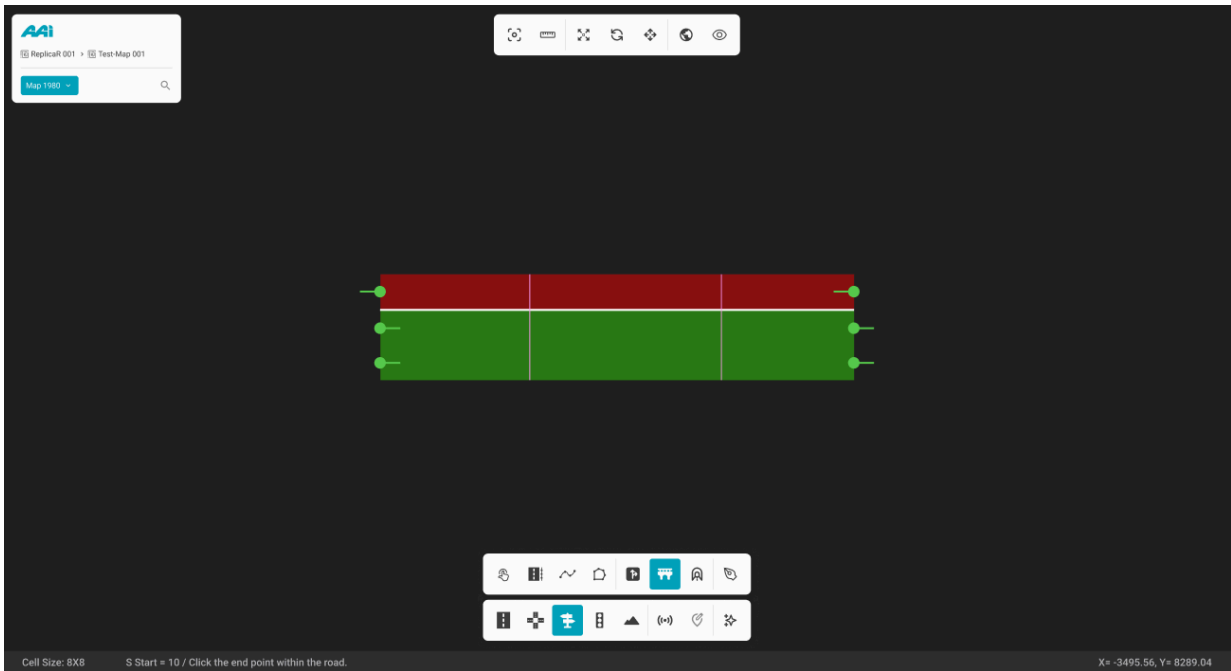 AAi
ReplicaR 001 > Test-Map 001
Map 1980
Cell Size: 8X8 S Start = 10 / Click the end point within the road. X= -3495.56, Y= 8289.04